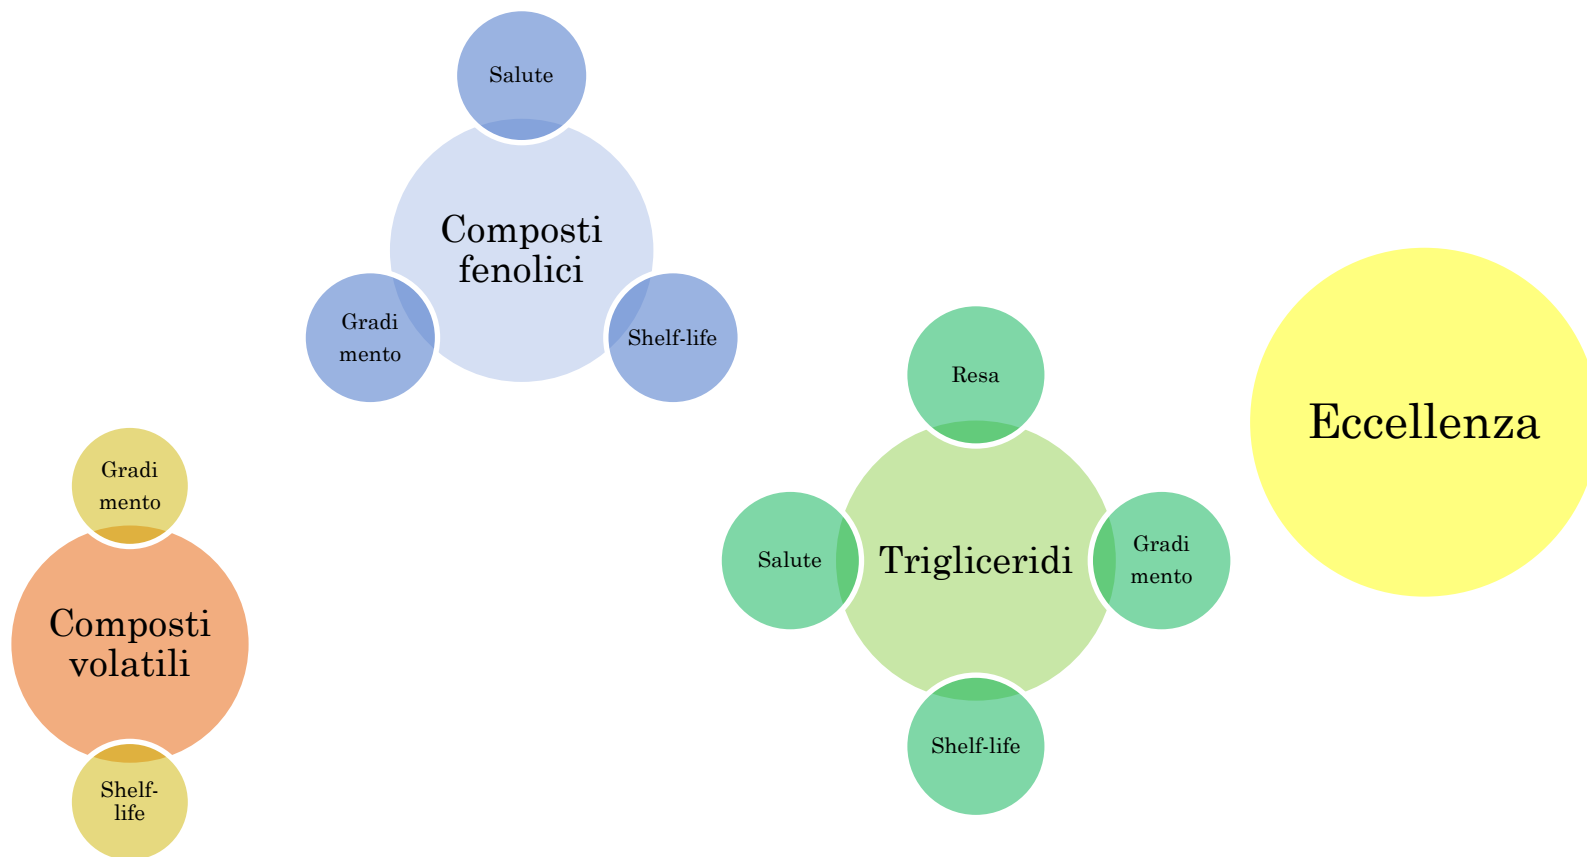 Salute
Composti
fenolici
Gradi
mento
Shelf-life
Gradi
mento
Composti
volatili
Shelf-
life
Resa
Salute
Trigliceridi
Gradi
mento
Shelf-life
Eccellenza